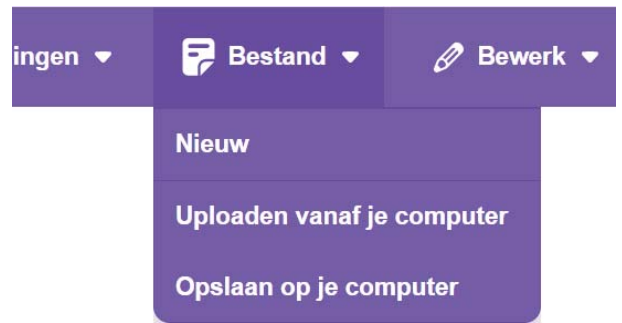 ingen Bestand Bewerk
Nieuw
Uploaden vanaf je computer
Opslaan op je computer